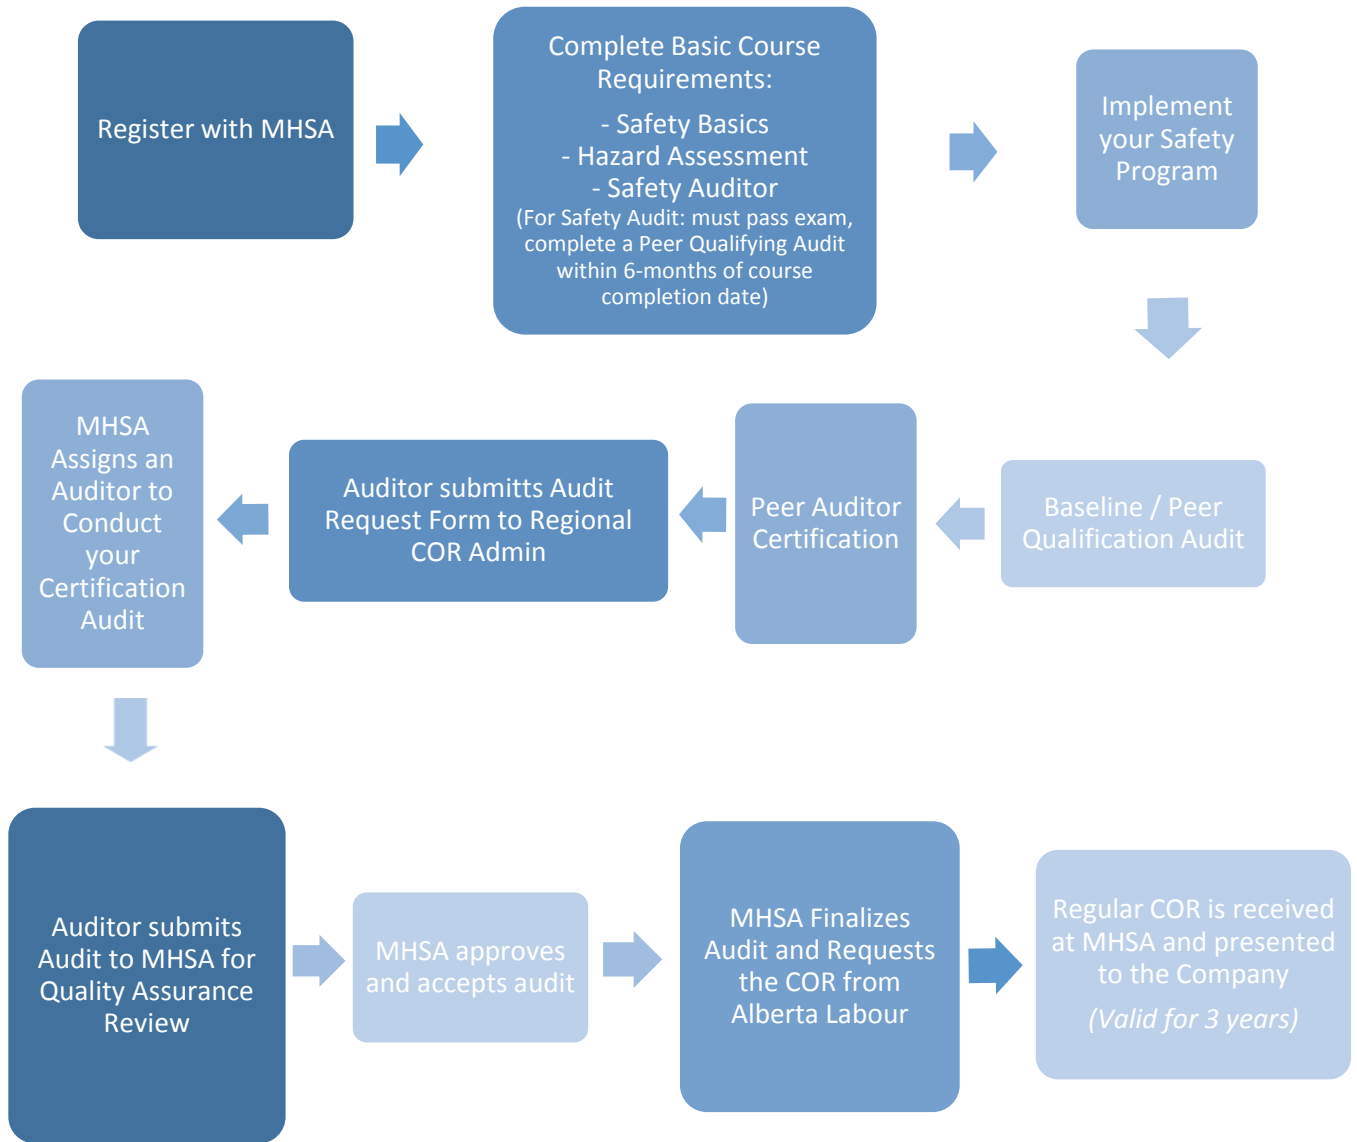 Register with MHSA
Complete Basic Course
Requirements:
- Safety Basics
- Hazard Assessment
- Safety Auditor
(For Safety Audit: must pass exam,
complete a Peer Qualifying Audit
within 6-months of course
completion date)
Implement
your Safety
Program
Baseline / Peer
Qualification Audit
Peer Auditor
Certification
Auditor submitts Audit
Request Form to Regional
COR Admin
MHSA
Assigns an
Auditor to
Conduct
your
Certification
Audit
Auditor submits
Audit to MHSA for
Quality Assurance
Review
MHSA approves
and accepts audit
MHSA Finalizes
Audit and Requests
the COR from
Alberta Labour
Regular COR is received
at MHSA and presented
to the Company
(Valid for 3 years)